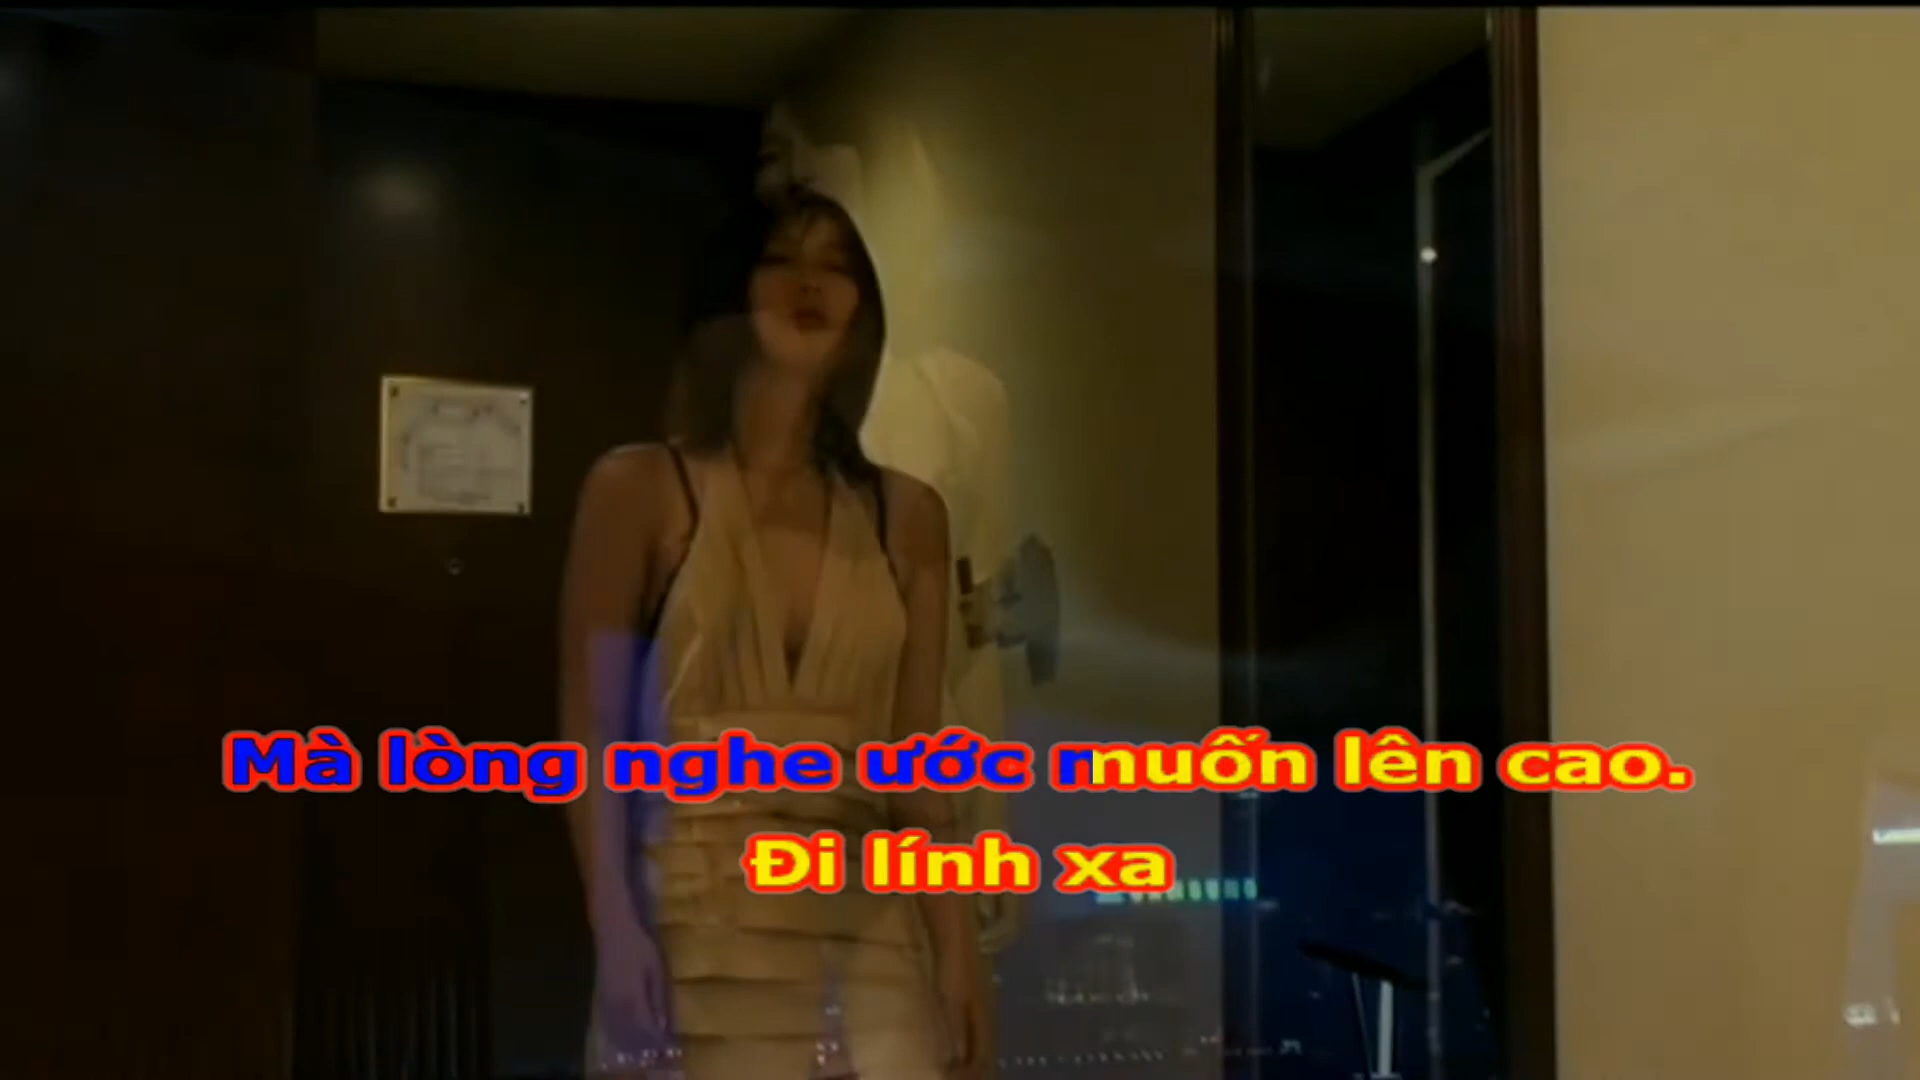 Mà lòng nghe ước muốn lên cao.
Đi lính xa